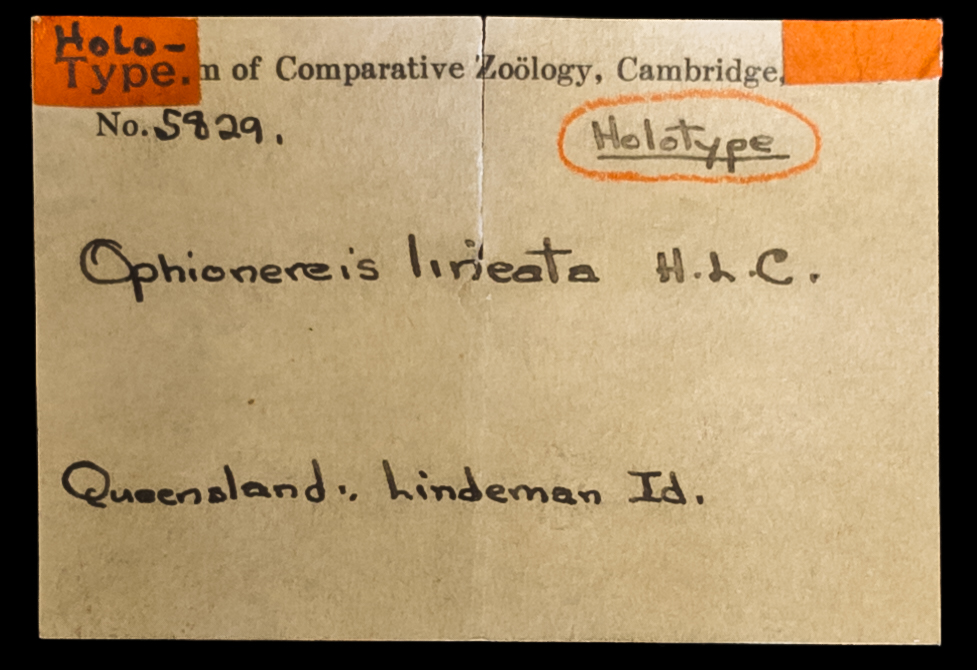 Holo-
Type.
m of Comparative Zoölogy, Cambridge,
No. 5829.
Holotype
Ophionereis lineata H.L.C.
Queensland:. Lindeman Id.